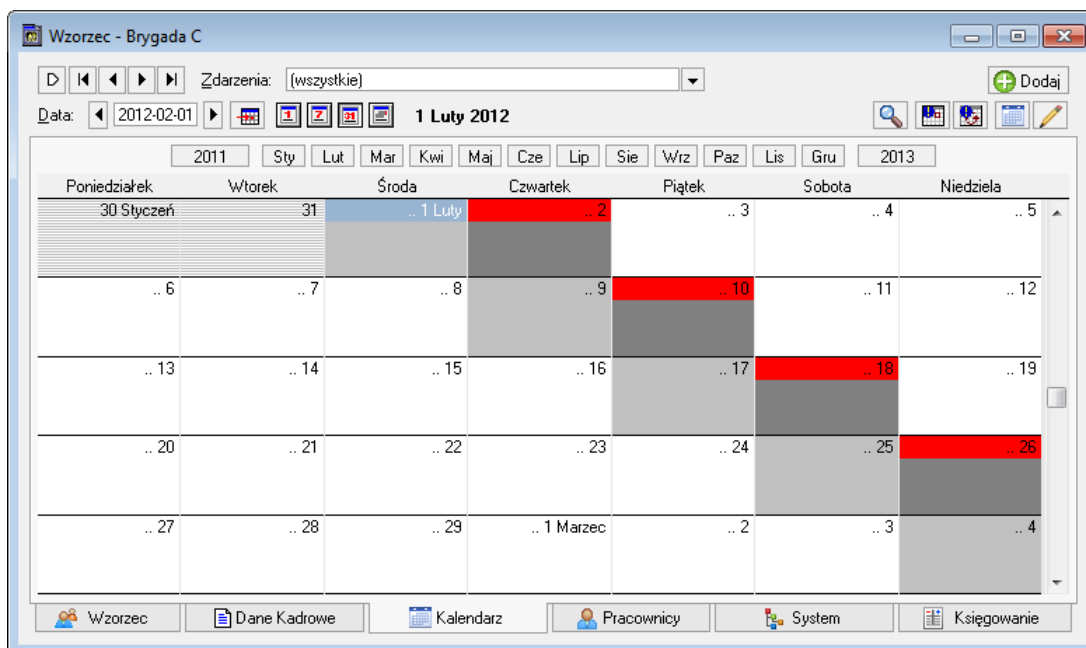 Wzorzec - Brygada C
Zdarzenia: (wszystkie) Dodaj
Data: 2012-02-01 1 7 31 1 Luty 2012
2011 Sty Lut Mar Kwi Maj Cze Lip Sie Wrz Paz Lis Gru 2013
Poniedziałek Wtorek Środa Czwartek Piątek Sobota Niedziela
30 Styczeń 31 .. 1 Luty .. 2 .. 3 .. 4 .. 5
.. 6 .. 7 .. 8 .. 9 .. 10 .. 11 .. 12
.. 13 .. 14 .. 15 .. 16 .. 17 .. 18 .. 19
.. 20 .. 21 .. 22 .. 23 .. 24 .. 25 .. 26
.. 27 .. 28 .. 29 .. 1 Marzec .. 2 .. 3 .. 4
Wzorzec Dane Kadrowe Kalendarz Pracownicy System Księgowanie